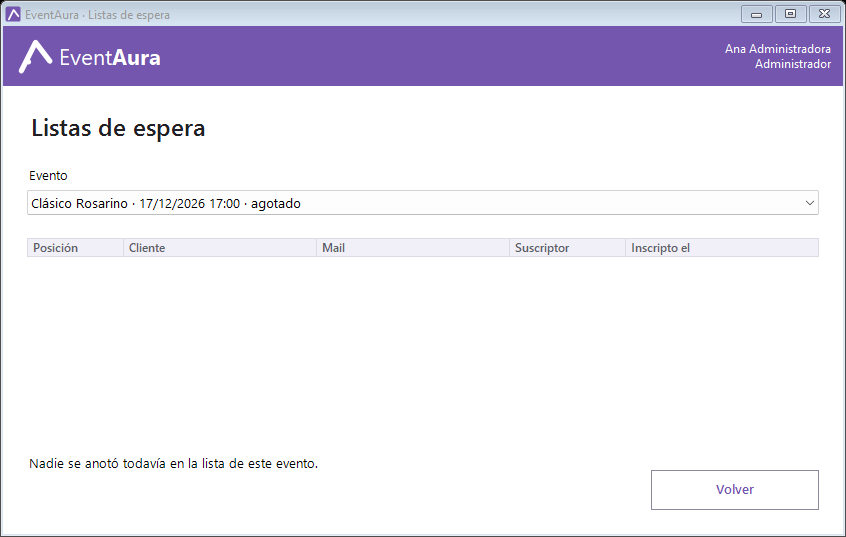 EventAura · Listas de espera
EventAura
Ana Administradora
Administrador
Listas de espera
Evento
Clásico Rosarino · 17/12/2026 17:00 · agotado
Posición Cliente Mail Suscriptor Inscripto el
Nadie se anotó todavía en la lista de este evento.
Volver